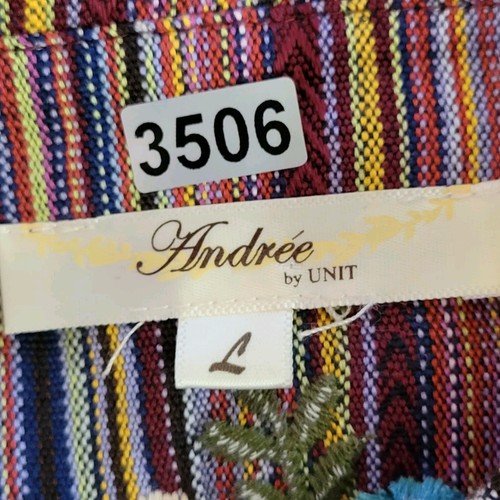 3506
Andrée
by UNIT
L